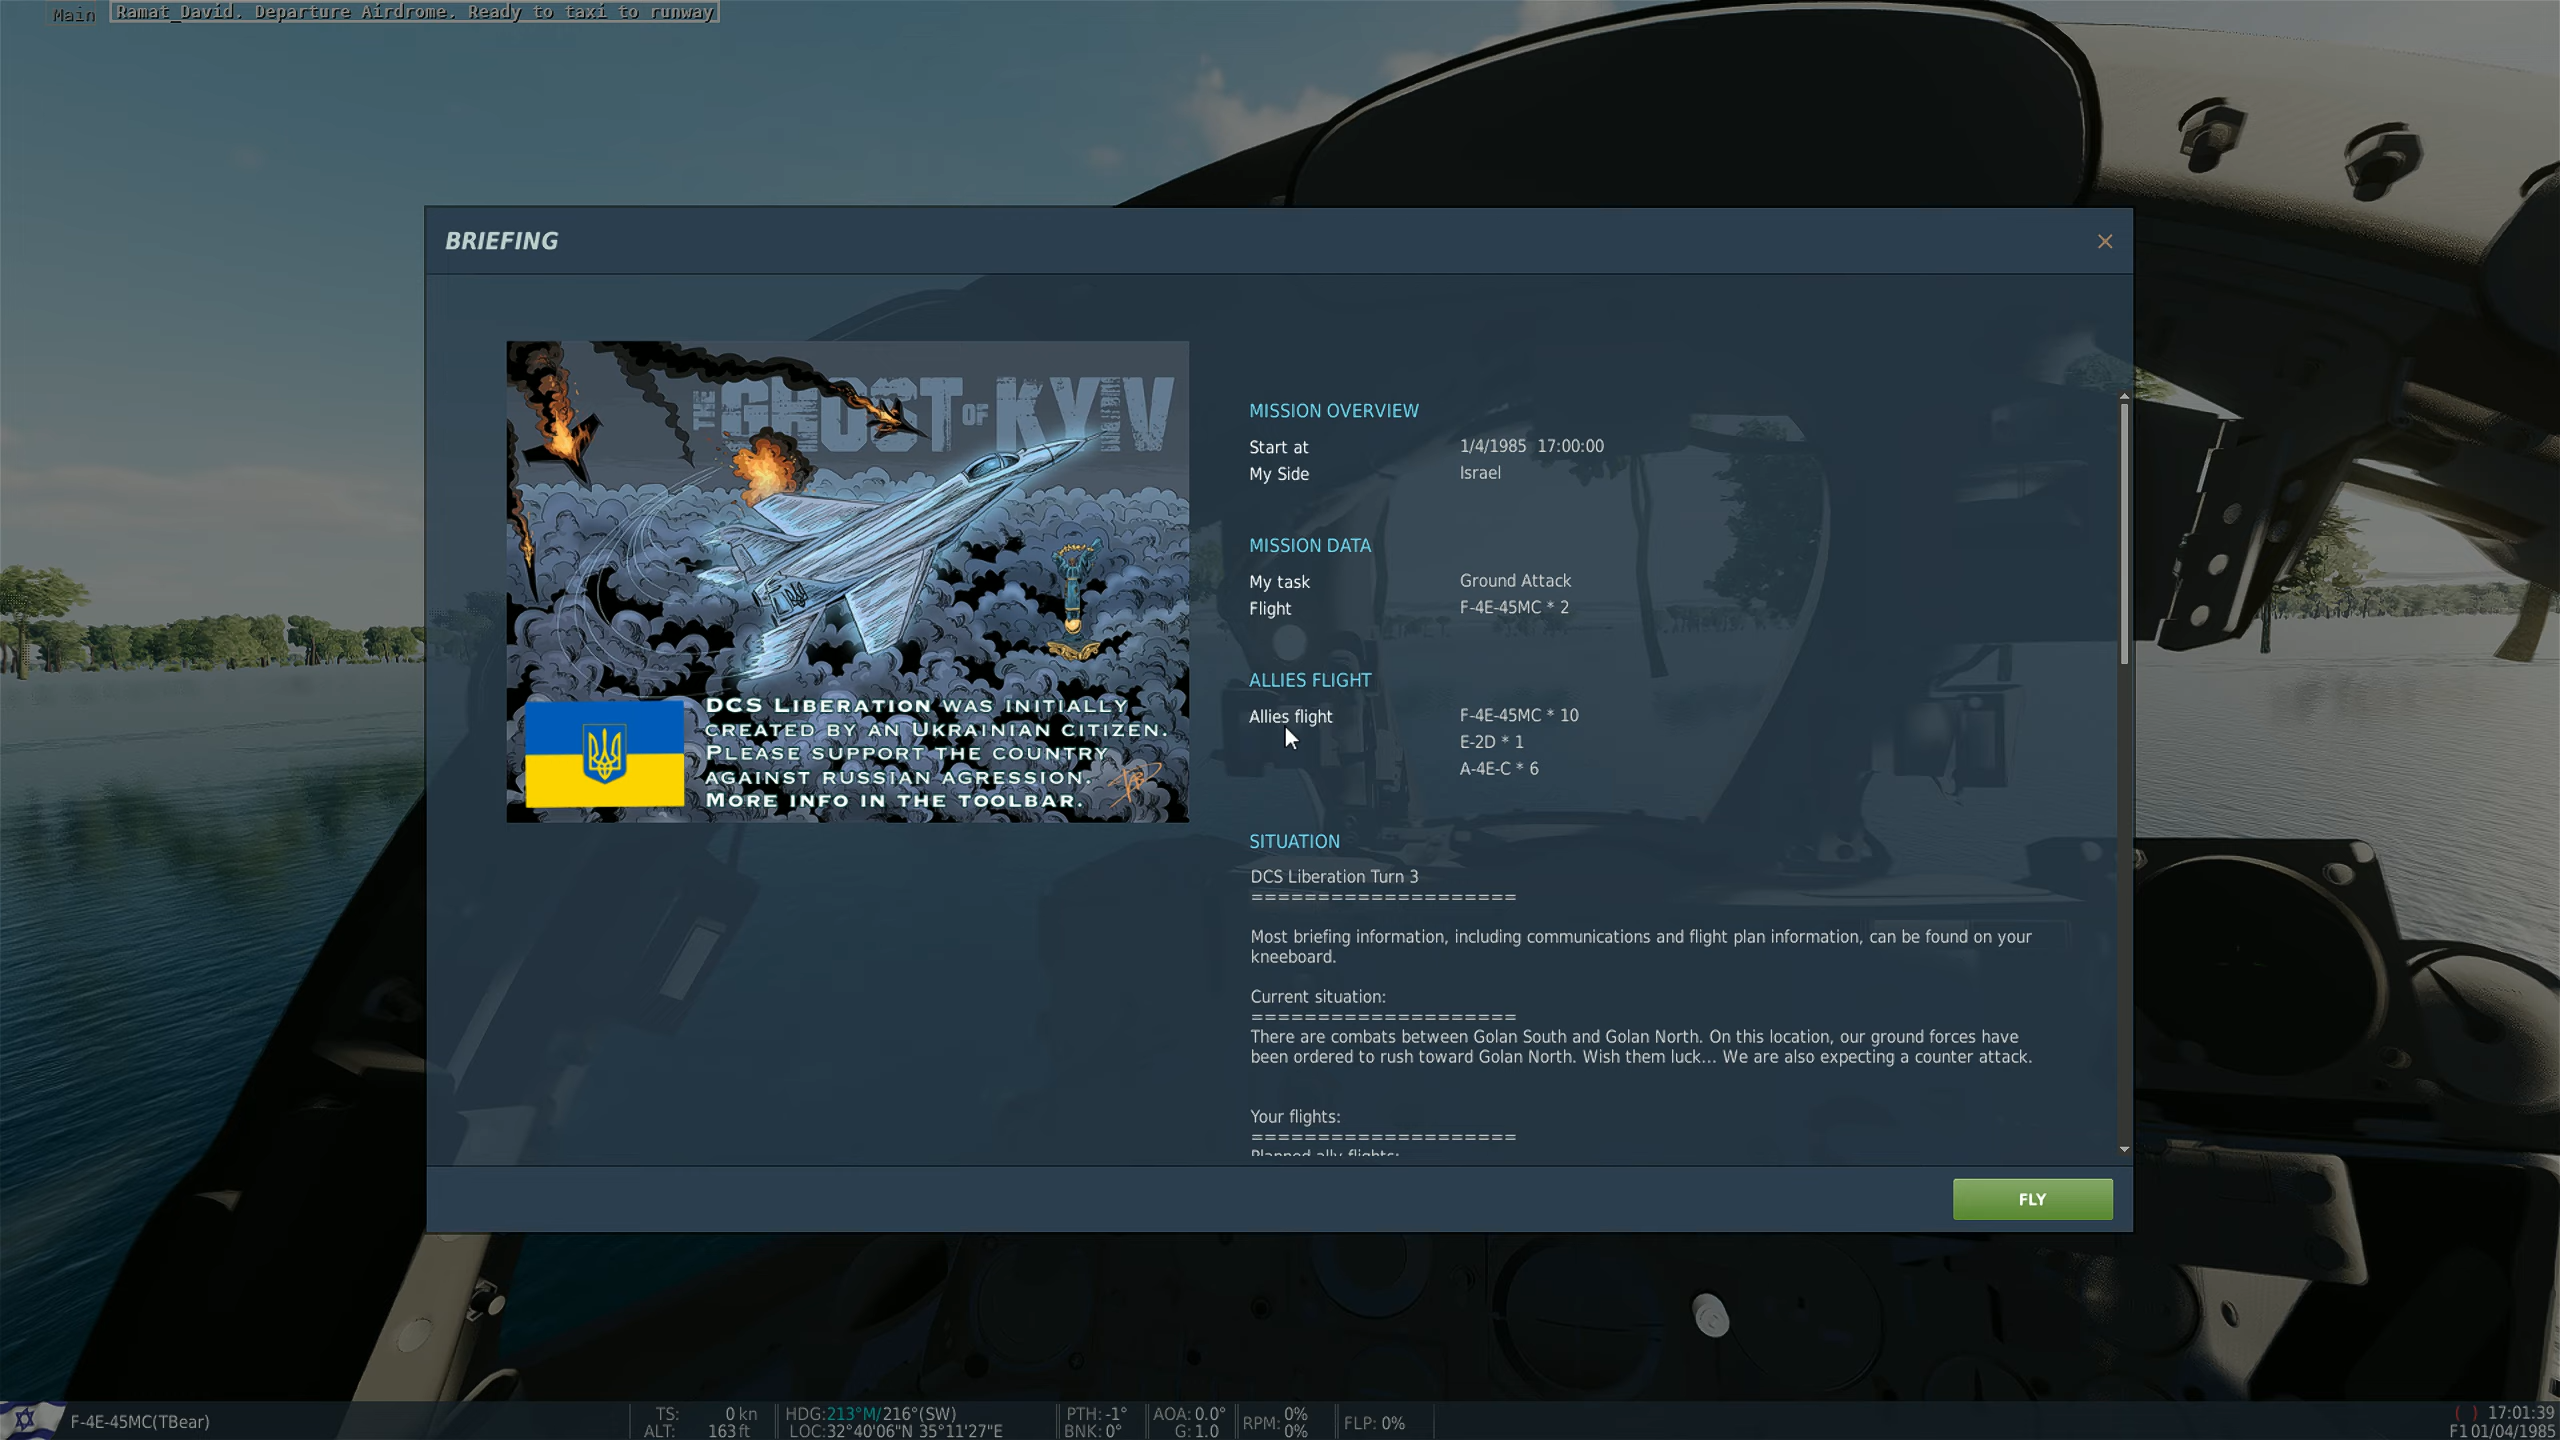 Main
Ramat_David. Departure Airdrome. Ready to taxi to runway
BRIEFING
THE GHOST OF KYIV
DCS LIBERATION WAS INITIALLY
CREATED BY AN UKRAINIAN CITIZEN.
PLEASE SUPPORT THE COUNTRY
AGAINST RUSSIAN AGRESSION.
MORE INFO IN THE TOOLBAR.
MISSION OVERVIEW
Start at 1/4/1985 17:00:00
My Side Israel
MISSION DATA
My task Ground Attack
Flight F-4E-45MC * 2
ALLIES FLIGHT
Allies flight F-4E-45MC * 10
E-2D * 1
A-4E-C * 6
SITUATION
DCS Liberation Turn 3
====================
Most briefing information, including communications and flight plan information, can be found on your
kneeboard.
Current situation:
====================
There are combats between Golan South and Golan North. On this location, our ground forces have
been ordered to rush toward Golan North. Wish them luck... We are also expecting a counter attack.
Your flights:
====================
Planned ally flights:
FLY
F-4E-45MC(TBear)
TS: 0 kn
ALT: 163 ft
HDG:213°M/216°(SW)
LOC:32°40'06"N 35°11'27"E
PTH: -1°
BNK: 0°
AOA: 0.0°
G: 1.0
RPM: 0%
0%
FLP: 0%
( ) 17:01:39
F1 01/04/1985